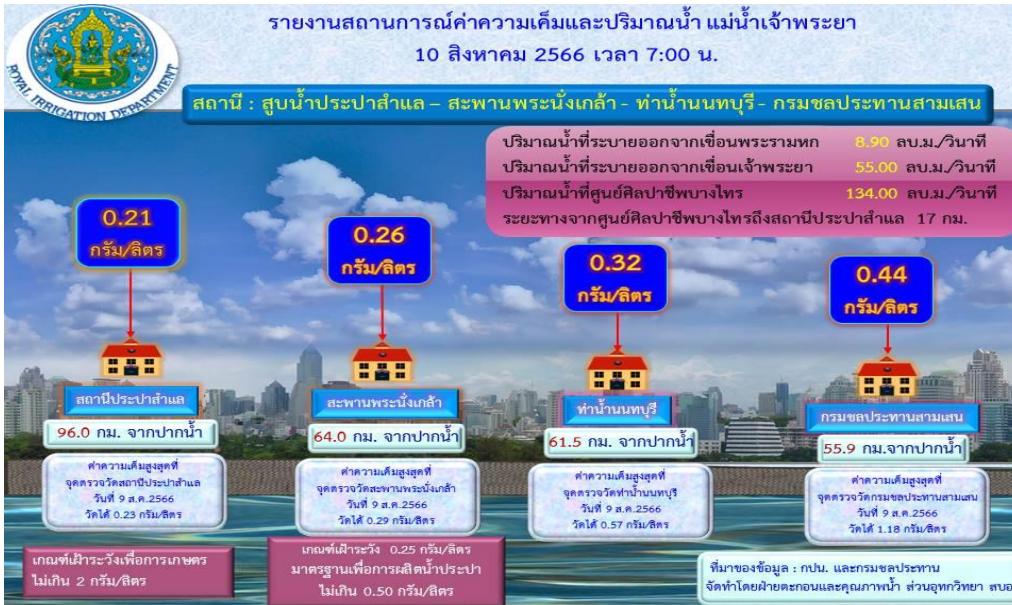 รายงานสถานการณ์ค่าความเค็มและปริมาณน้ำ แม่น้ำเจ้าพระยา
10 สิงหาคม 2566 เวลา 7:00 น.
ROYAL IRRIGATION DEPARTMENT
สถานี : สูบน้ำประปาสำแล – สะพานพระนั่งเกล้า - ท่าน้ำนนทบุรี - กรมชลประทานสามเสน
ปริมาณน้ำที่ระบายออกจากเขื่อนพระรามหก 8.90 ลบ.ม./วินาที
ปริมาณน้ำที่ระบายออกจากเขื่อนเจ้าพระยา 55.00 ลบ.ม./วินาที
ปริมาณน้ำที่ศูนย์ศิลปาชีพบางไทร 134.00 ลบ.ม./วินาที
ระยะทางจากศูนย์ศิลปาชีพบางไทรถึงสถานีประปาสำแล 17 กม.
0.21
กรัม/ลิตร
สถานีประปาสำแล
96.0 กม. จากปากน้ำ
ค่าความเค็มสูงสุดที่
จุดตรวจวัดสถานีประปาสำแล
วันที่ 9 ส.ค.2566
วัดได้ 0.23 กรัม/ลิตร
0.26
กรัม/ลิตร
สะพานพระนั่งเกล้า
64.0 กม. จากปากน้ำ
ค่าความเค็มสูงสุดที่
จุดตรวจวัดสะพานพระนั่งเกล้า
วันที่ 9 ส.ค.2566
วัดได้ 0.29 กรัม/ลิตร
0.32
กรัม/ลิตร
ท่าน้ำนนทบุรี
61.5 กม. จากปากน้ำ
ค่าความเค็มสูงสุดที่
จุดตรวจวัดท่าน้ำนนทบุรี
วันที่ 9 ส.ค.2566
วัดได้ 0.57 กรัม/ลิตร
0.44
กรัม/ลิตร
กรมชลประทานสามเสน
55.9 กม.จากปากน้ำ
ค่าความเค็มสูงสุดที่
จุดตรวจวัดกรมชลประทานสามเสน
วันที่ 9 ส.ค.2566
วัดได้ 1.18 กรัม/ลิตร
เกณฑ์เฝ้าระวังเพื่อการเกษตร
ไม่เกิน 2 กรัม/ลิตร
เกณฑ์เฝ้าระวัง 0.25 กรัม/ลิตร
มาตรฐานเพื่อการผลิตน้ำประปา
ไม่เกิน 0.50 กรัม/ลิตร
ที่มาของข้อมูล : กปน. และกรมชลประทาน
จัดทำโดยฝ่ายตะกอนและคุณภาพน้ำ ส่วนอุทกวิทยา สบอ